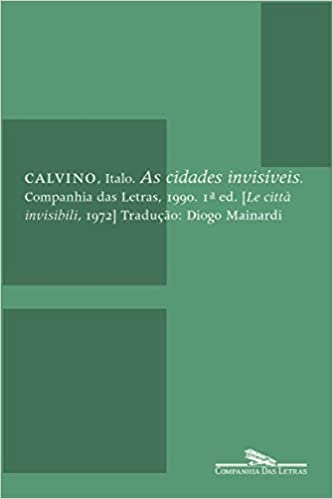 CALVINO, Italo. As cidades invisíveis.
Companhia das Letras, 1990. 1ª ed. [Le città
invisibili, 1972] Tradução: Diogo Mainardi
COMPANHIA DAS LETRAS